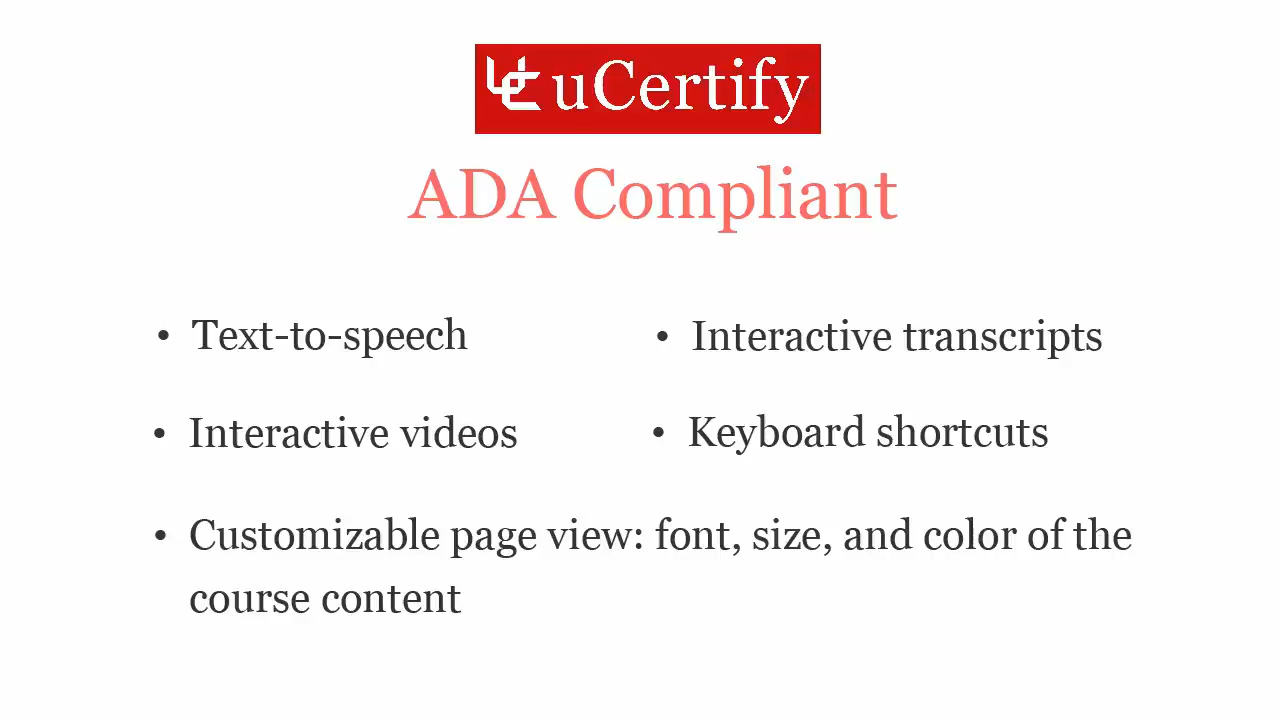 uCertify
ADA Compliant
• Text-to-speech
• Interactive transcripts
• Interactive videos
• Keyboard shortcuts
• Customizable page view: font, size, and color of the
course content